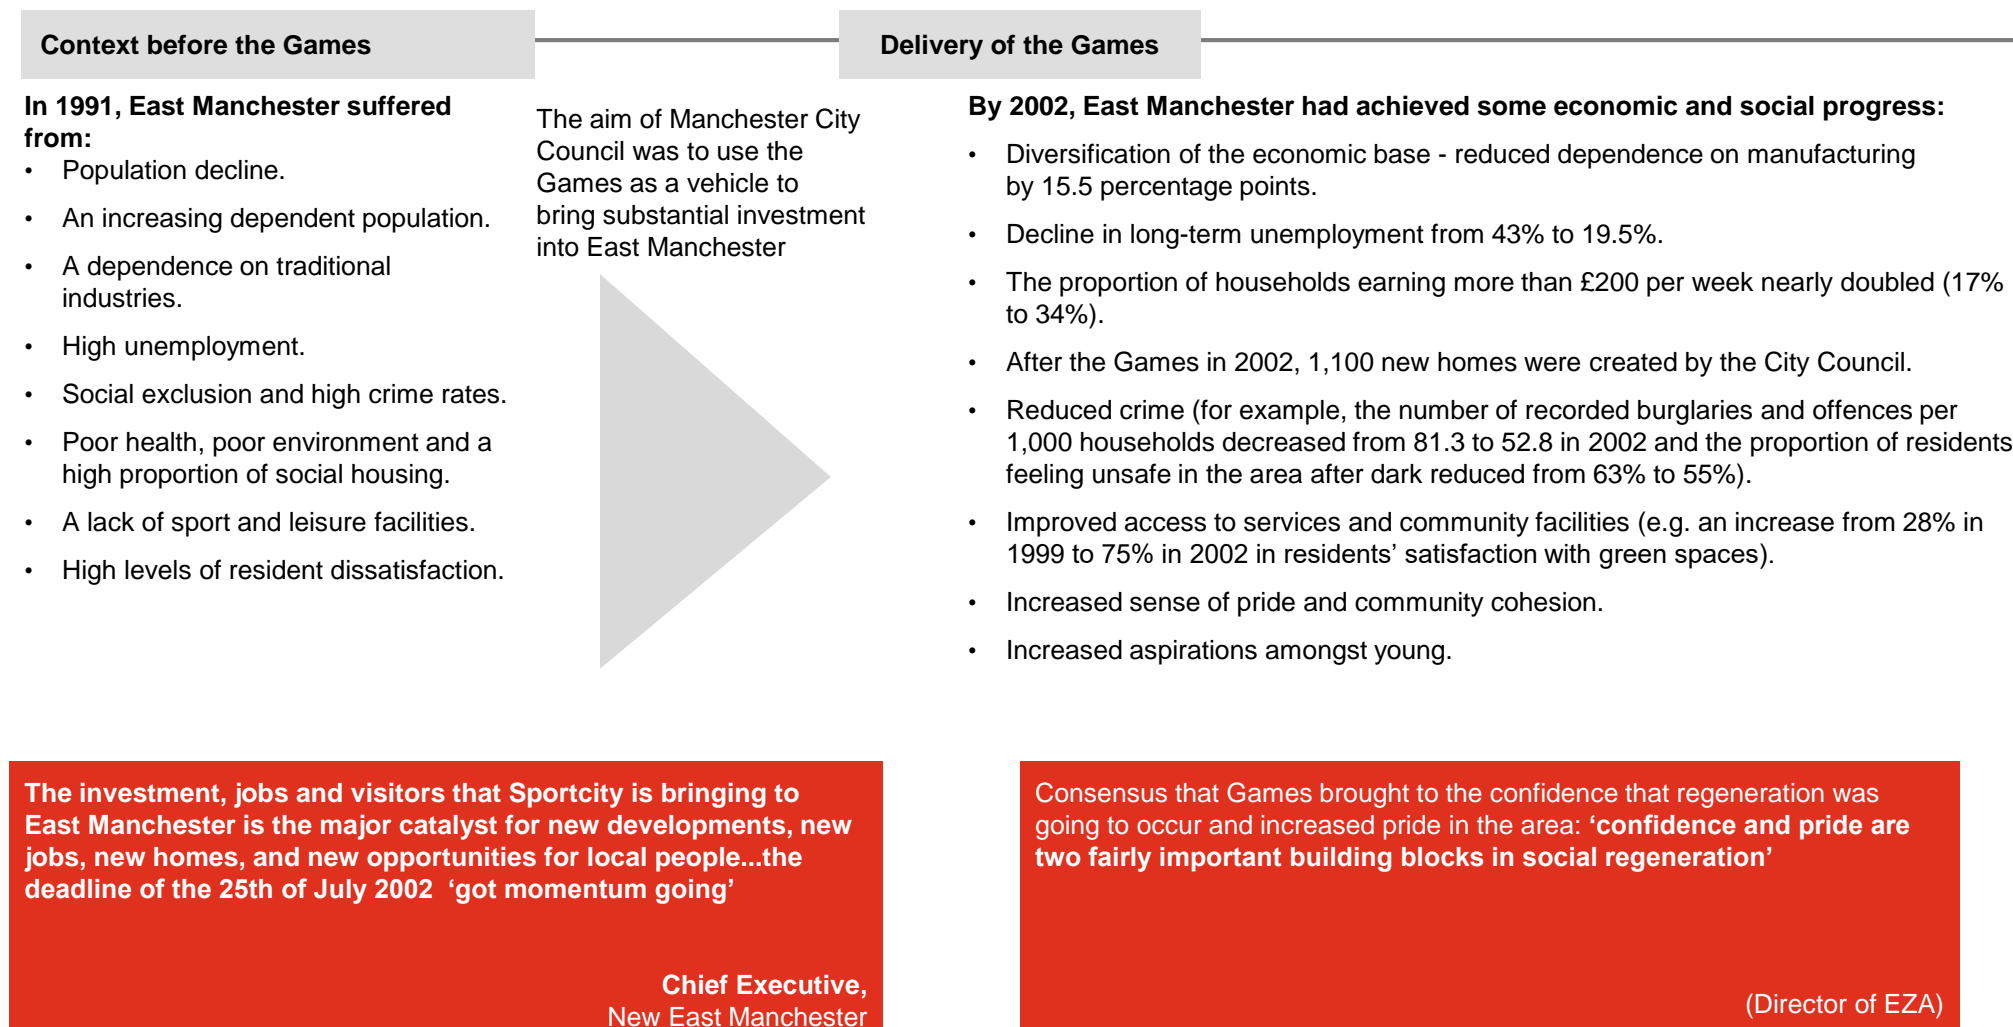 Context before the Games
Delivery of the Games
In 1991, East Manchester suffered
from:
• Population decline.
• An increasing dependent population.
• A dependence on traditional
industries.
• High unemployment.
• Social exclusion and high crime rates.
• Poor health, poor environment and a
high proportion of social housing.
• A lack of sport and leisure facilities.
• High levels of resident dissatisfaction.
The aim of Manchester City
Council was to use the
Games as a vehicle to
bring substantial investment
into East Manchester
By 2002, East Manchester had achieved some economic and social progress:
• Diversification of the economic base - reduced dependence on manufacturing
by 15.5 percentage points.
• Decline in long-term unemployment from 43% to 19.5%.
• The proportion of households earning more than £200 per week nearly doubled (17%
to 34%).
• After the Games in 2002, 1,100 new homes were created by the City Council.
• Reduced crime (for example, the number of recorded burglaries and offences per
1,000 households decreased from 81.3 to 52.8 in 2002 and the proportion of residents
feeling unsafe in the area after dark reduced from 63% to 55%).
• Improved access to services and community facilities (e.g. an increase from 28% in
1999 to 75% in 2002 in residents’ satisfaction with green spaces).
• Increased sense of pride and community cohesion.
• Increased aspirations amongst young.
The investment, jobs and visitors that Sportcity is bringing to
East Manchester is the major catalyst for new developments, new
jobs, new homes, and new opportunities for local people...the
deadline of the 25th of July 2002 ‘got momentum going’
Chief Executive,
New East Manchester
Consensus that Games brought to the confidence that regeneration was
going to occur and increased pride in the area: ‘confidence and pride are
two fairly important building blocks in social regeneration’
(Director of EZA)